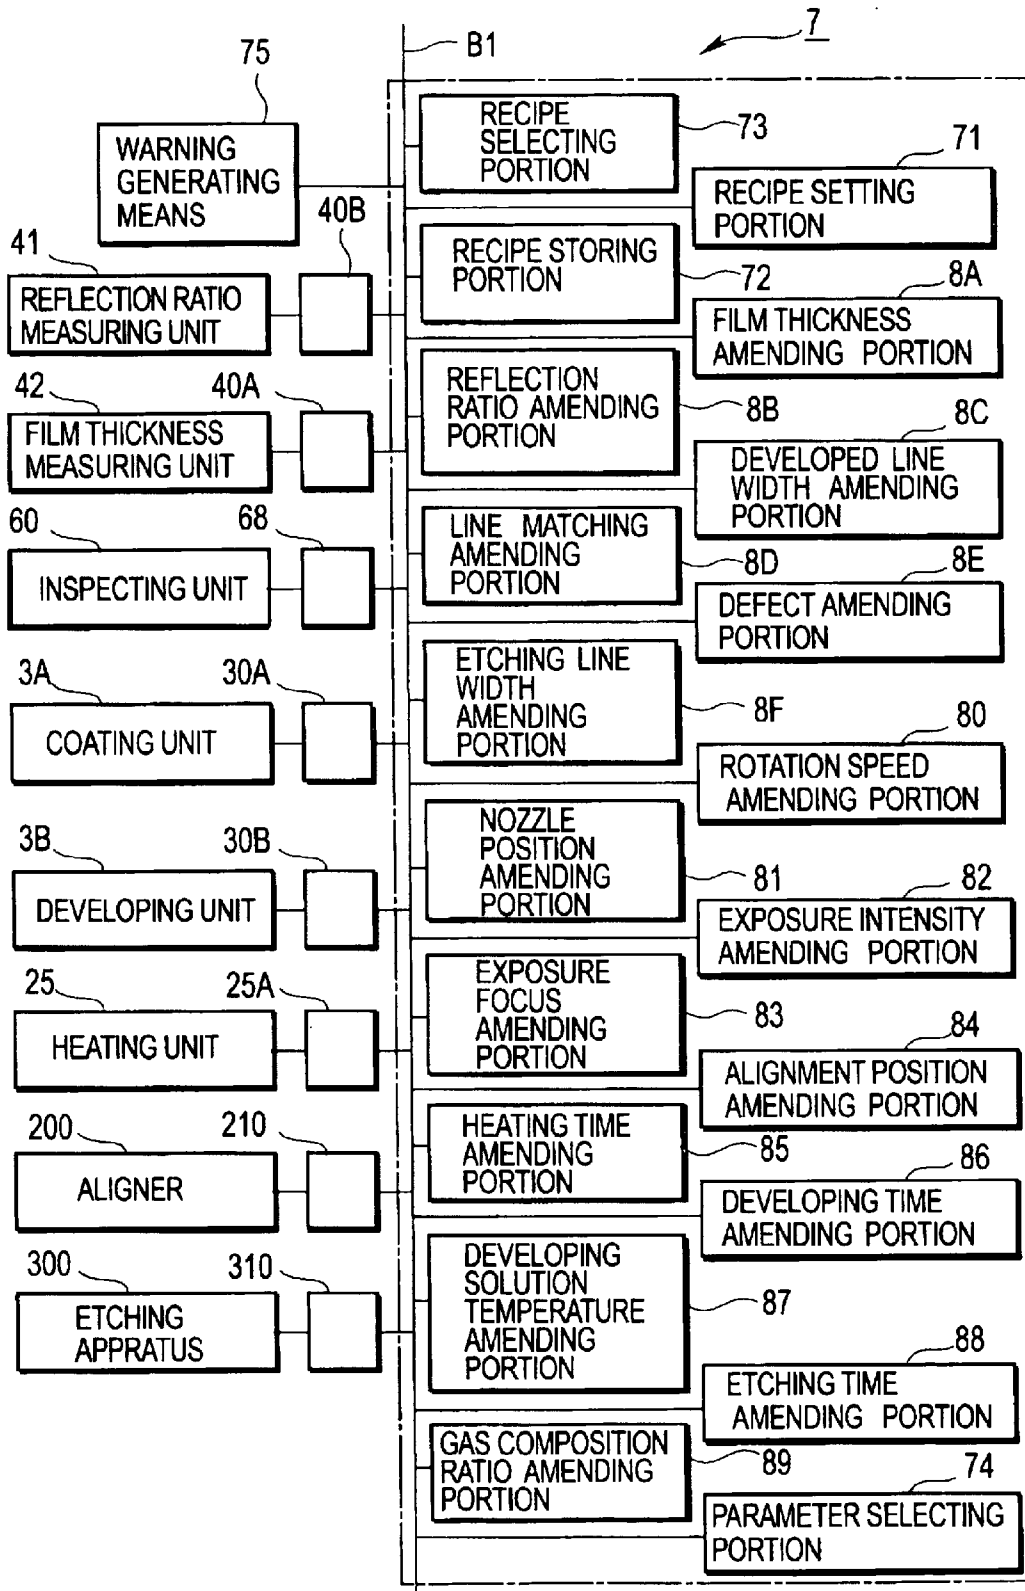 7
B1
75
WARNING
GENERATING
MEANS
RECIPE
SELECTING
PORTION
73
71
RECIPE SETTING
PORTION
40B
41
REFLECTION RATIO
MEASURING UNIT
RECIPE STORING
PORTION
72
8A
FILM THICKNESS
AMENDING PORTION
40A
42
FILM THICKNESS
MEASURING UNIT
REFLECTION
RATIO AMENDING
PORTION
8B
8C
DEVELOPED LINE
WIDTH AMENDING
PORTION
60
68
INSPECTING UNIT
LINE MATCHING
AMENDING
PORTION
8D
8E
DEFECT AMENDING
PORTION
3A
30A
COATING UNIT
ETCHING LINE
WIDTH
AMENDING
PORTION
8F
80
ROTATION SPEED
AMENDING PORTION
3B
30B
DEVELOPING UNIT
NOZZLE
POSITION
AMENDING
PORTION
81
82
EXPOSURE INTENSITY
AMENDING PORTION
25
25A
HEATING UNIT
EXPOSURE
FOCUS
AMENDING
PORTION
83
84
ALIGNMENT POSITION
AMENDING PORTION
200
210
ALIGNER
HEATING TIME
AMENDING
PORTION
85
86
DEVELOPING TIME
AMENDING PORTION
300
310
ETCHING
APPRATUS
DEVELOPING
SOLUTION
TEMPERATURE
AMENDING
PORTION
87
88
ETCHING TIME
AMENDING PORTION
GAS COMPOSITION
RATIO AMENDING
PORTION
89
74
PARAMETER SELECTING
PORTION